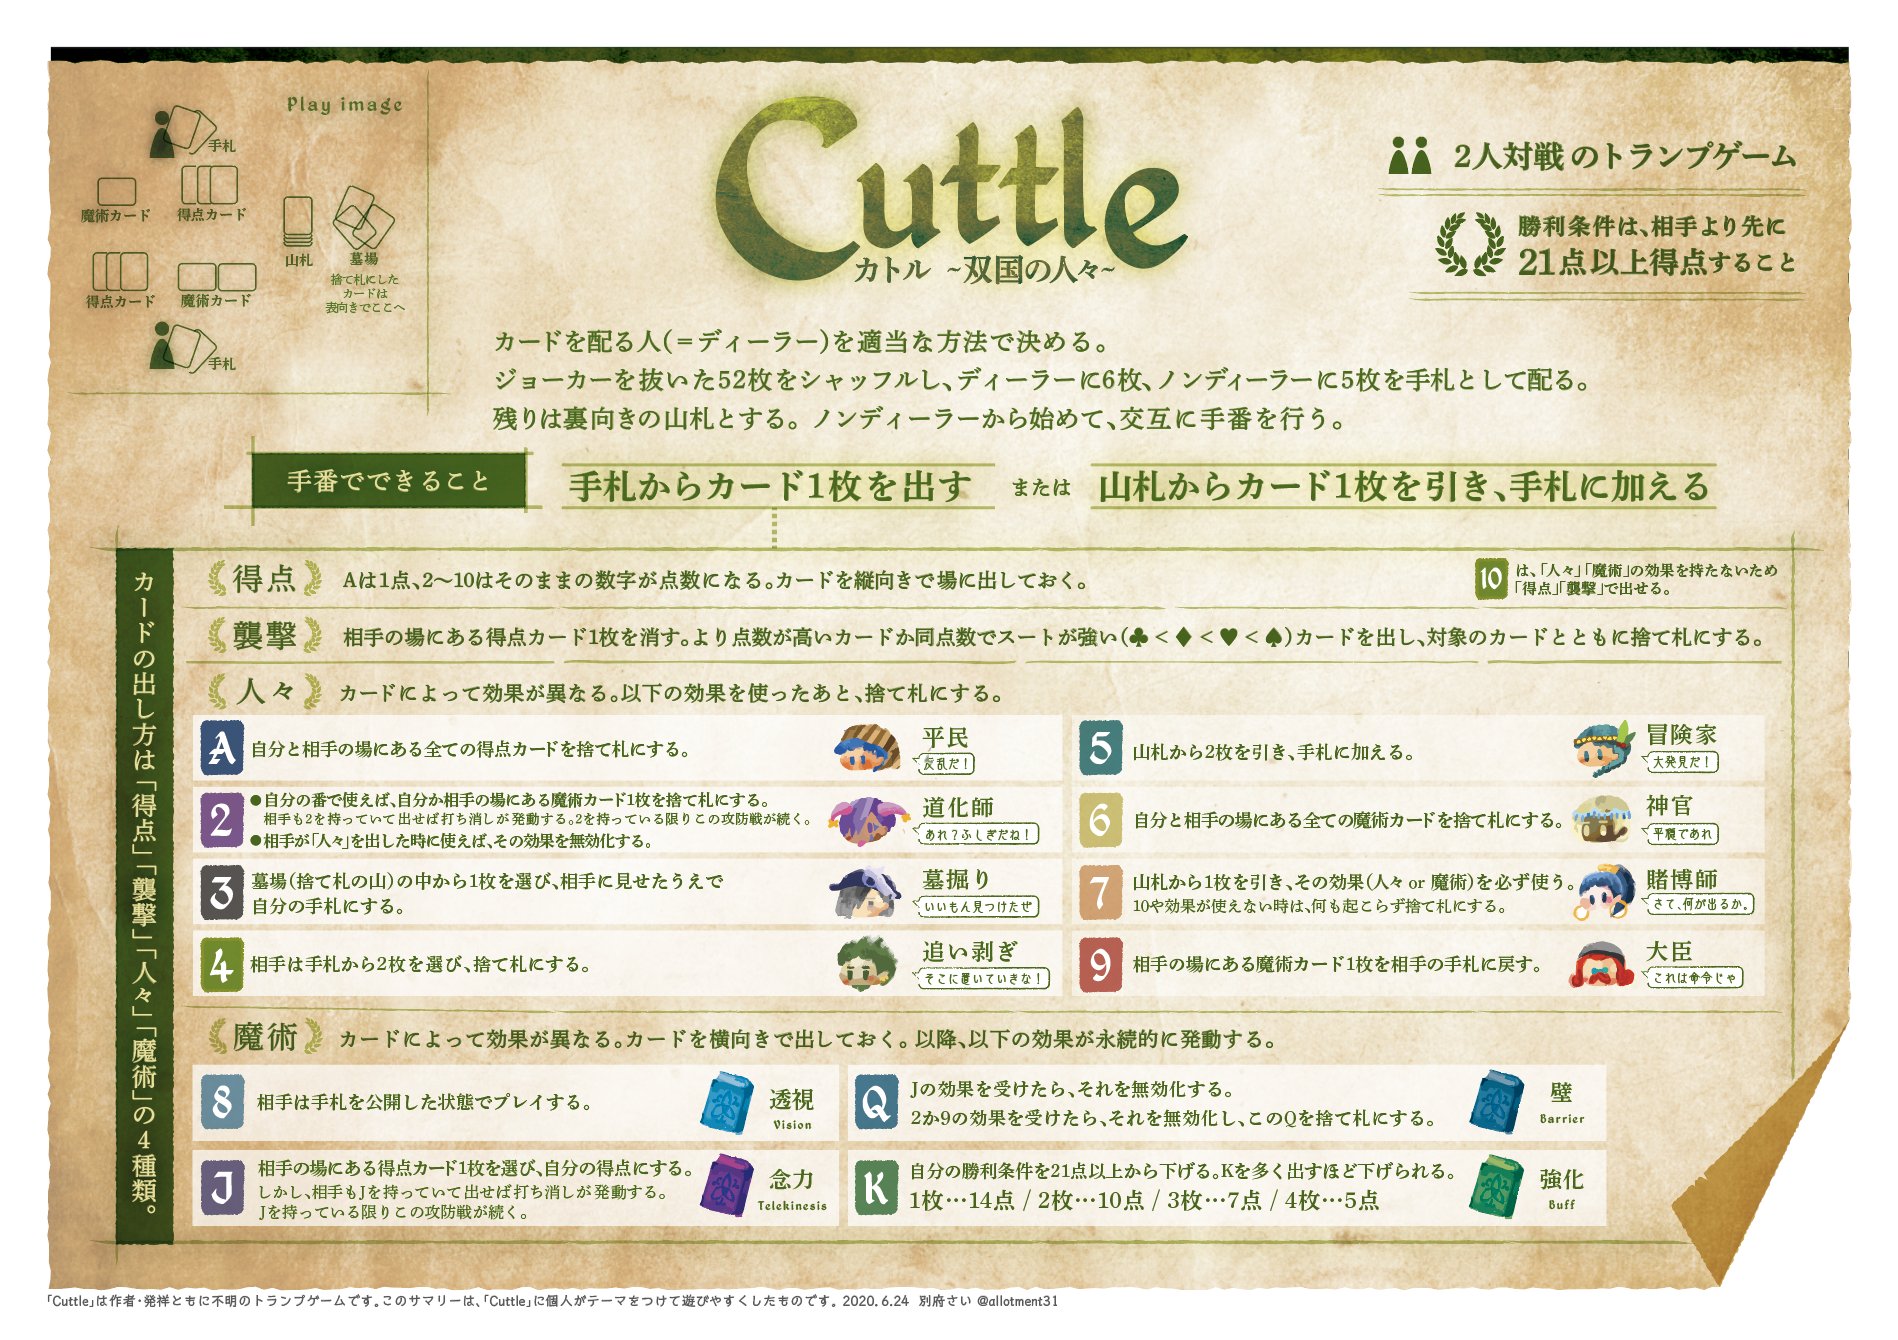 Play image
手札
魔術カード
得点カード
山札
墓場
捨て札にした
カードは
表向きでここへ
得点カード
魔術カード
手札
Cuttle
カトル ~双国の人々~
2人対戦のトランプゲーム
勝利条件は、相手より先に
21点以上得点すること
カードを配る人(=ディーラー)を適当な方法で決める。
ジョーカーを抜いた52枚をシャッフルし、ディーラーに6枚、ノンディーラーに5枚を手札として配る。
残りは裏向きの山札とする。ノンディーラーから始めて、交互に手番を行う。
手番でできること
手札からカード1枚を出す または 山札からカード1枚を引き、手札に加える
カードの出し方は「得点」「襲撃」「人々」「魔術」の4種類。
得点 Aは1点、2〜10はそのままの数字が点数になる。カードを縦向きで場に出しておく。
10 は、「人々」「魔術」の効果を持たないため
「得点」「襲撃」で出せる。
襲撃 相手の場にある得点カード1枚を消す。より点数が高いカードか同点数でスートが強い(♣<♦<♥<♠)カードを出し、対象のカードとともに捨て札にする。
人々 カードによって効果が異なる。以下の効果を使ったあと、捨て札にする。
A 自分と相手の場にある全ての得点カードを捨て札にする。
平民
反乱だ!
2 ●自分の番で使えば、自分か相手の場にある魔術カード1枚を捨て札にする。
相手も2を持っていて出せば打ち消しが発動する。2を持っている限りこの攻防戦が続く。
●相手が「人々」を出した時に使えば、その効果を無効化する。
道化師
あれ?ふしぎだね!
3 墓場(捨て札の山)の中から1枚を選び、相手に見せたうえで
自分の手札にする。
墓掘り
いいもん見つけたぜ
4 相手は手札から2枚を選び、捨て札にする。
追い剥ぎ
そこに置いていきな!
5 山札から2枚を引き、手札に加える。
冒険家
大発見だ!
6 自分と相手の場にある全ての魔術カードを捨て札にする。
神官
平穏であれ
7 山札から1枚を引き、その効果(人々 or 魔術)を必ず使う。
10や効果が使えない時は、何も起こらず捨て札にする。
賭博師
さて、何が出るか。
9 相手の場にある魔術カード1枚を相手の手札に戻す。
大臣
これは命令じゃ
魔術 カードによって効果が異なる。カードを横向きで出しておく。以降、以下の効果が永続的に発動する。
8 相手は手札を公開した状態でプレイする。
透視
Vision
J 相手の場にある得点カード1枚を選び、自分の得点にする。
しかし、相手もJを持っていて出せば打ち消しが発動する。
Jを持っている限りこの攻防戦が続く。
念力
Telekinesis
Q Jの効果を受けたら、それを無効化する。
2か9の効果を受けたら、それを無効化し、このQを捨て札にする。
壁
Barrier
K 自分の勝利条件を21点以上から下げる。Kを多く出すほど下げられる。
1枚…14点 / 2枚…10点 / 3枚…7点 / 4枚…5点
強化
Buff
「Cuttle」は作者・発祥ともに不明のトランプゲームです。このサマリーは、「Cuttle」に個人がテーマをつけて遊びやすくしたものです。 2020.6.24 別府さい @allotment31